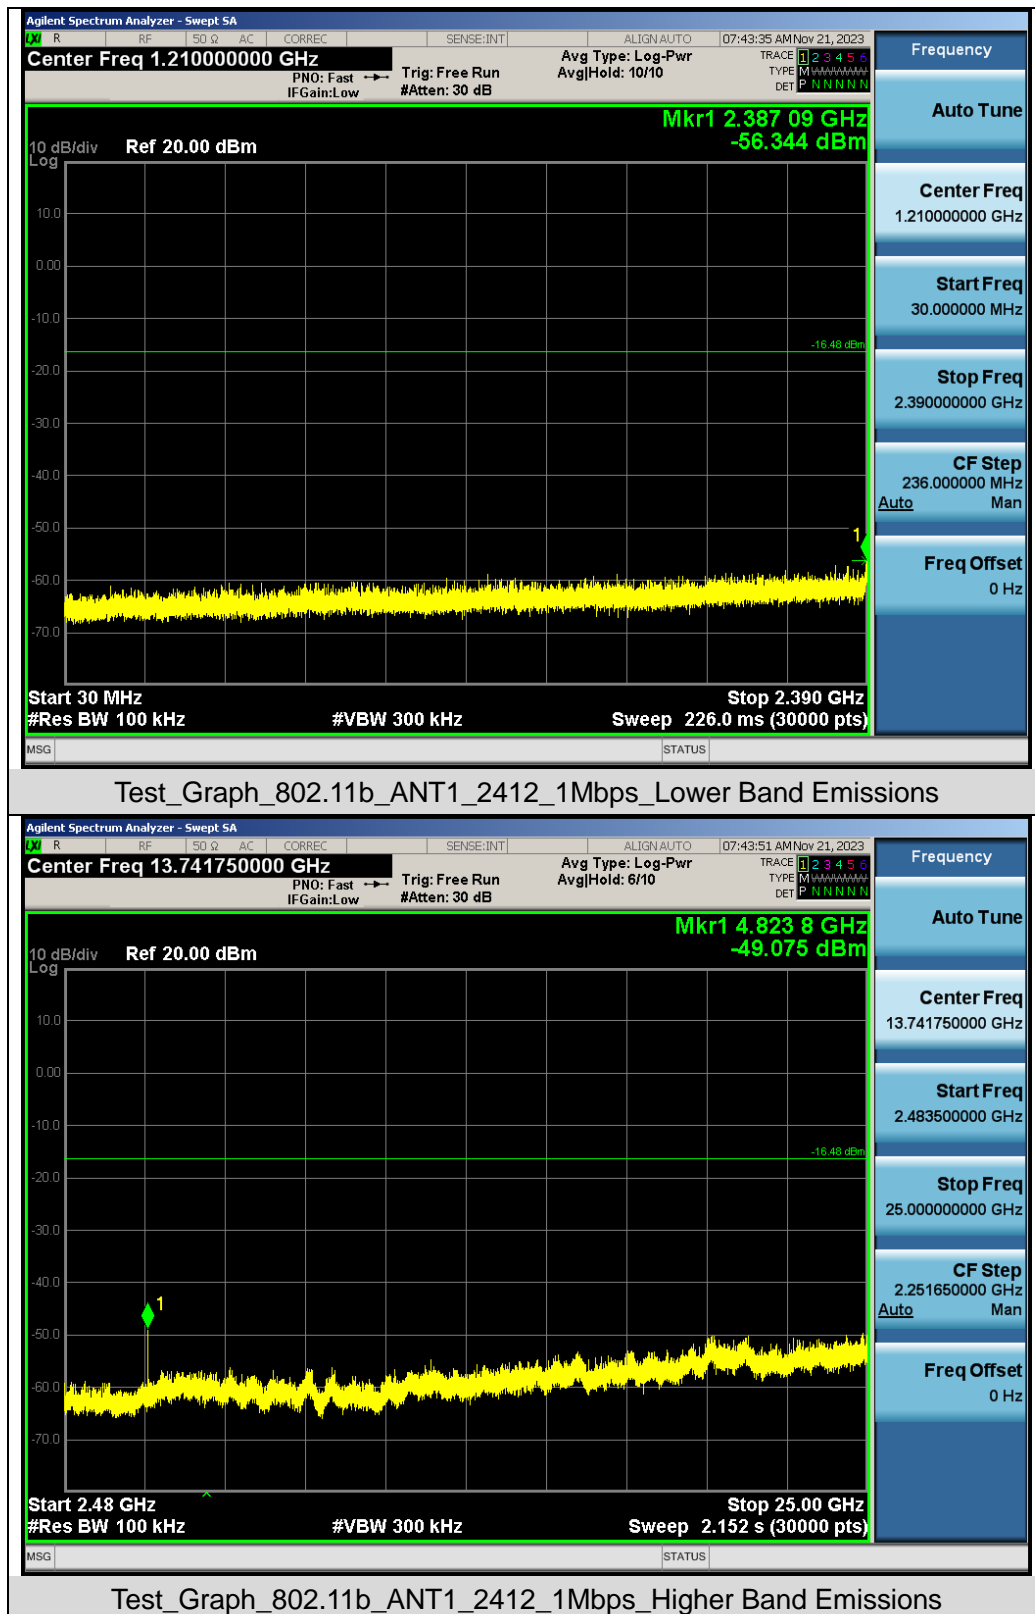 Agilent Spectrum Analyzer - Swept SA
LXI R RF 50 Ω AC CORREC SENSE:INT ALIGN AUTO 07:43:35 AM Nov 21, 2023
Center Freq 1.210000000 GHz
PNO: Fast
IFGain:Low
Trig: Free Run
#Atten: 30 dB
Avg Type: Log-Pwr
Avg|Hold: 10/10
TRACE 1 2 3 4 5 6
TYPE M
DET P N N N N N
Mkr1 2.387 09 GHz
-56.344 dBm
10 dB/div Ref 20.00 dBm
Log
10.0
0.00
-10.0
-16.48 dBm
-20.0
-30.0
-40.0
-50.0
1
-60.0
-70.0
Start 30 MHz Stop 2.390 GHz
#Res BW 100 kHz #VBW 300 kHz Sweep 226.0 ms (30000 pts)
MSG STATUS
Frequency
Auto Tune
Center Freq
1.210000000 GHz
Start Freq
30.000000 MHz
Stop Freq
2.390000000 GHz
CF Step
236.000000 MHz
Auto Man
Freq Offset
0 Hz
Test_Graph_802.11b_ANT1_2412_1Mbps_Lower Band Emissions
Agilent Spectrum Analyzer - Swept SA
LXI R RF 50 Ω AC CORREC SENSE:INT ALIGN AUTO 07:43:51 AM Nov 21, 2023
Center Freq 13.741750000 GHz
PNO: Fast
IFGain:Low
Trig: Free Run
#Atten: 30 dB
Avg Type: Log-Pwr
Avg|Hold: 6/10
TRACE 1 2 3 4 5 6
TYPE M
DET P N N N N N
Mkr1 4.823 8 GHz
-49.075 dBm
10 dB/div Ref 20.00 dBm
Log
10.0
0.00
-10.0
-16.48 dBm
-20.0
-30.0
-40.0
1
-50.0
-60.0
-70.0
Start 2.48 GHz Stop 25.00 GHz
#Res BW 100 kHz #VBW 300 kHz Sweep 2.152 s (30000 pts)
MSG STATUS
Frequency
Auto Tune
Center Freq
13.741750000 GHz
Start Freq
2.483500000 GHz
Stop Freq
25.000000000 GHz
CF Step
2.251650000 GHz
Auto Man
Freq Offset
0 Hz
Test_Graph_802.11b_ANT1_2412_1Mbps_Higher Band Emissions